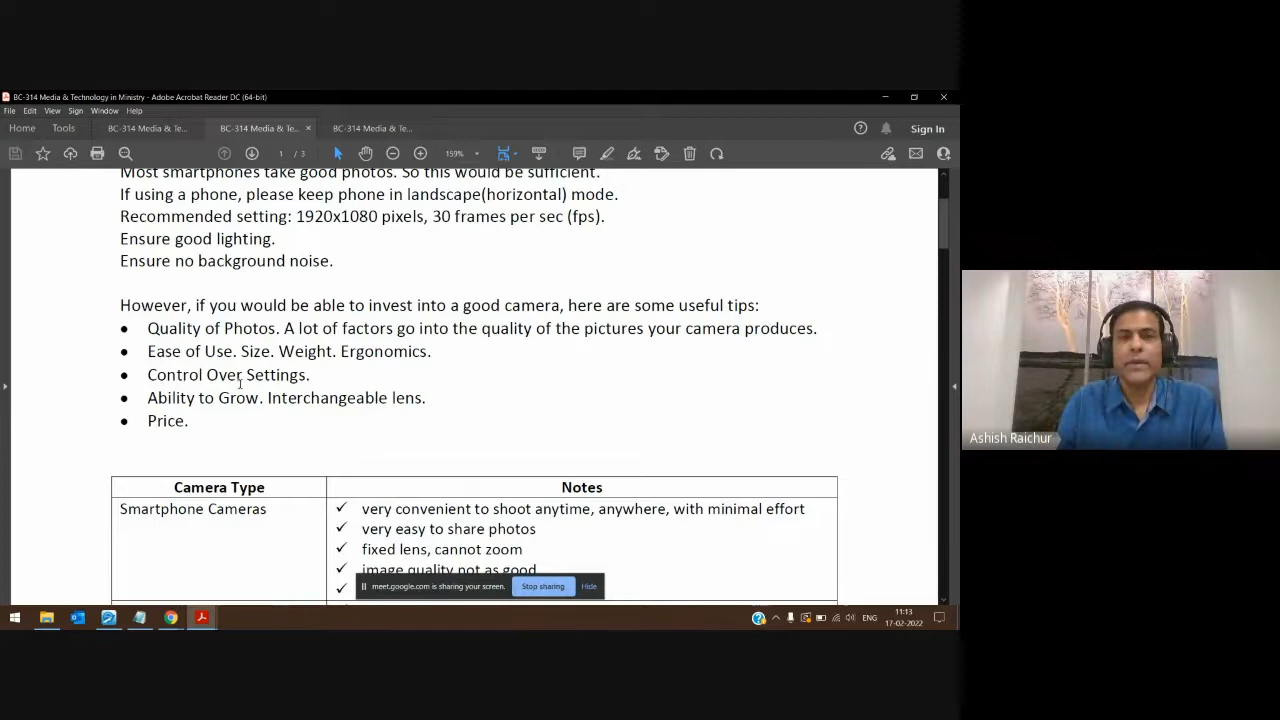 BC-314 Media & Technology in Ministry - Adobe Acrobat Reader DC (64-bit)
File Edit View Sign Window Help
Home Tools BC-314 Media & Te... BC-314 Media & Te... × BC-314 Media & Te... Sign In
1 / 3 159%
Most smartphones take good photos. So this would be sufficient.
If using a phone, please keep phone in landscape(horizontal) mode.
Recommended setting: 1920x1080 pixels, 30 frames per sec (fps).
Ensure good lighting.
Ensure no background noise.
However, if you would be able to invest into a good camera, here are some useful tips:
• Quality of Photos. A lot of factors go into the quality of the pictures your camera produces.
• Ease of Use. Size. Weight. Ergonomics.
• Control Over Settings.
• Ability to Grow. Interchangeable lens.
• Price.
Camera Type Notes
Smartphone Cameras ✓ very convenient to shoot anytime, anywhere, with minimal effort
✓ very easy to share photos
✓ fixed lens, cannot zoom
✓ image quality not as good
✓
meet.google.com is sharing your screen. Stop sharing Hide
Ashish Raichur
ENG 11:13
17-02-2022